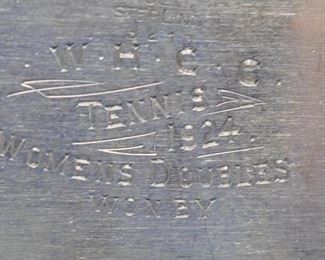 W.H.C.C.
TENNIS
1924.
WOMENS DOUBLES
WON BY